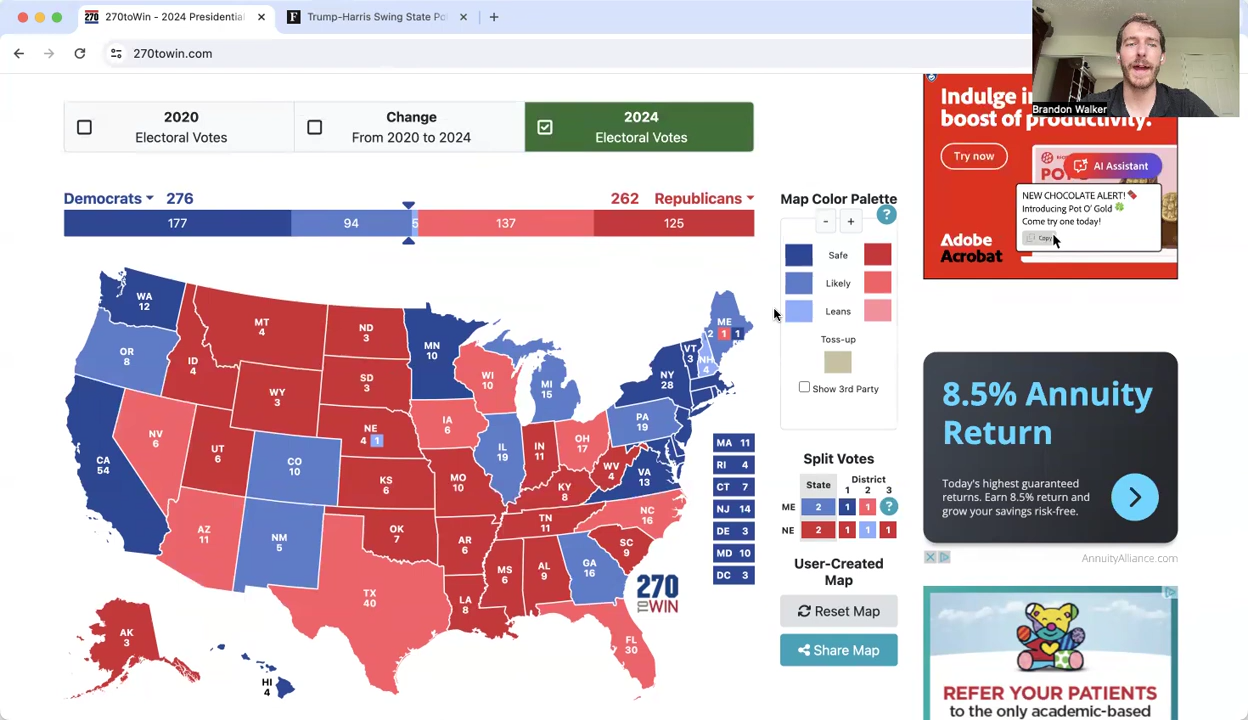 270toWin - 2024 Presidential
Trump-Harris Swing State Po
270towin.com
Brandon Walker
2020
Electoral Votes
Change
From 2020 to 2024
2024
Electoral Votes
Democrats 276
262 Republicans
177 94 5 137 125
Map Color Palette
- + ?
Safe
Likely
Leans
Toss-up
Show 3rd Party
WA
12
OR
8
CA
54
NV
6
ID
4
MT
4
WY
3
UT
6
AZ
11
CO
10
NM
5
ND
3
SD
3
NE
4 1
KS
6
OK
7
TX
40
MN
10
IA
6
MO
10
AR
6
LA
8
WI
10
IL
19
MI
15
IN
11
OH
17
KY
8
TN
11
MS
6
AL
9
GA
16
FL
30
SC
9
NC
16
VA
13
WV
4
PA
19
NY
28
VT
3
NH
4
ME
2 1 1
AK
3
HI
4
MA 11
RI 4
CT 7
NJ 14
DE 3
MD 10
DC 3
270
TO WIN
Split Votes
State District
1 2 3
ME 2 1 1 ?
NE 2 1 1 1
User-Created
Map
Reset Map
Share Map
Indulge in
boost of productivity.
Try now
AI Assistant
NEW CHOCOLATE ALERT!
Introducing Pot O' Gold
Come try one today!
Copy
Adobe
Acrobat
8.5% Annuity
Return
Today's highest guaranteed
returns. Earn 8.5% return and
grow your savings risk-free.
AnnuityAlliance.com
REFER YOUR PATIENTS
to the only academic-based